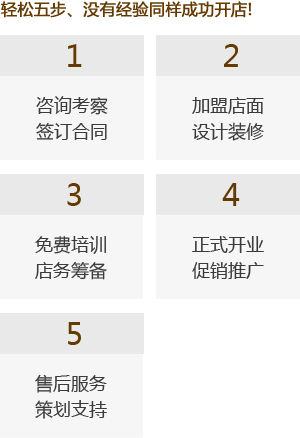 轻松五步、没有经验同样成功开店!
1
咨询考察
签订合同
2
加盟店面
设计装修
3
免费培训
店务筹备
4
正式开业
促销推广
5
售后服务
策划支持